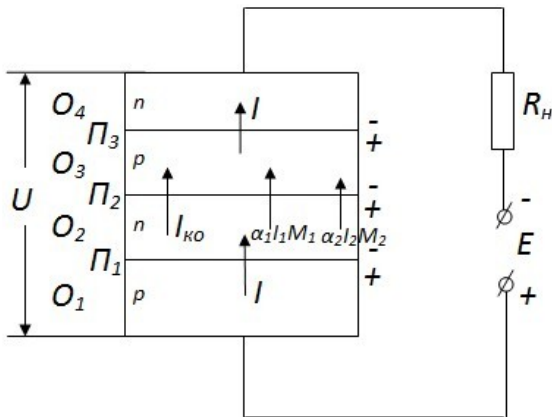 O₄ n I
П₃ -
+
O₃ p
U П₂ -
+
O₂ n Iко α₁I₁M₁ α₂I₂M₂
П₁ -
+
O₁ p I
Rн
-
E
+